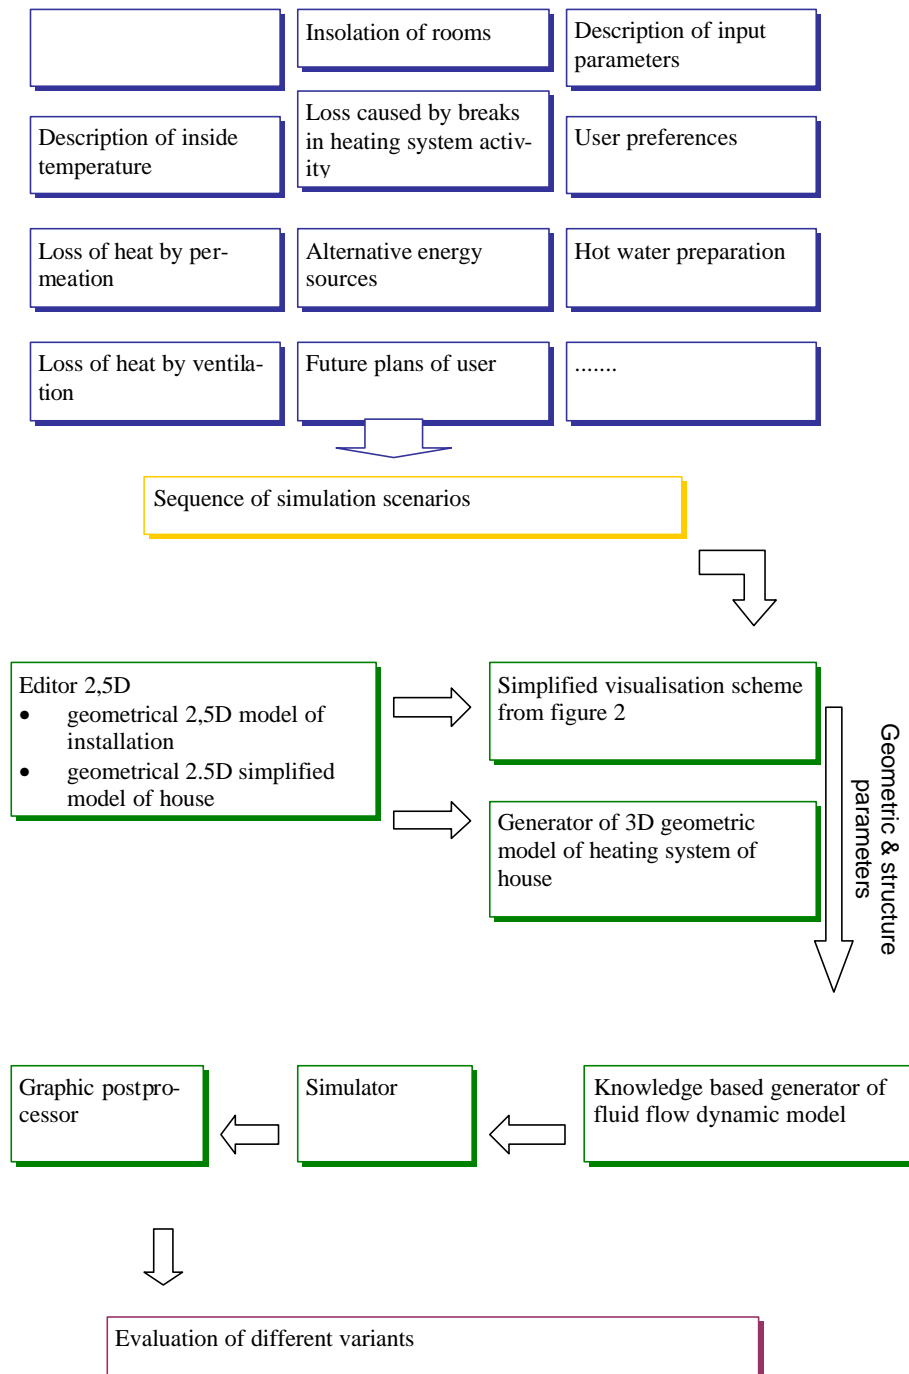 Insolation of rooms
Description of input
parameters
Description of inside
temperature
Loss caused by breaks
in heating system activ-
ity
User preferences
Loss of heat by per-
meation
Alternative energy
sources
Hot water preparation
Loss of heat by ventila-
tion
Future plans of user
.......
Sequence of simulation scenarios
Editor 2,5D
• geometrical 2,5D model of
installation
• geometrical 2.5D simplified
model of house
Simplified visualisation scheme
from figure 2
Generator of 3D geometric
model of heating system of
house
Geometric & structure
parameters
Graphic postpro-
cessor
Simulator
Knowledge based generator of
fluid flow dynamic model
Evaluation of different variants